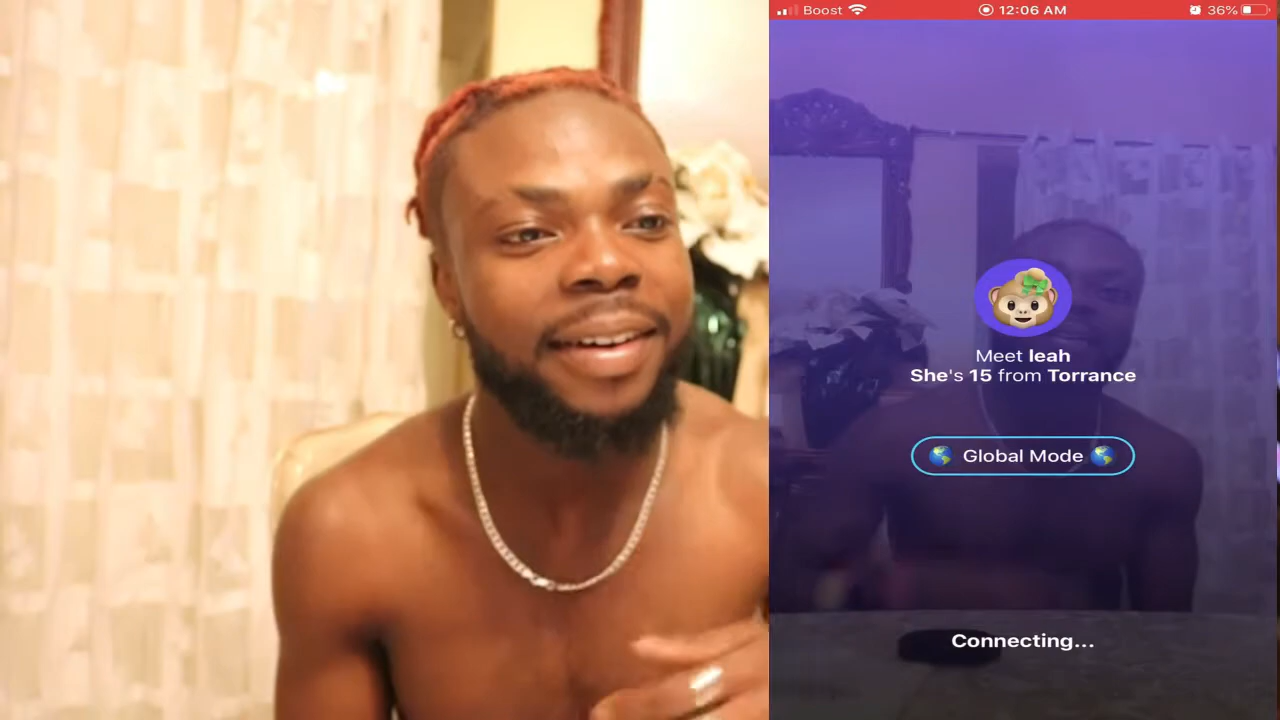 Boost
12:06 AM
36%
Meet leah
She's 15 from Torrance
Global Mode
Connecting...